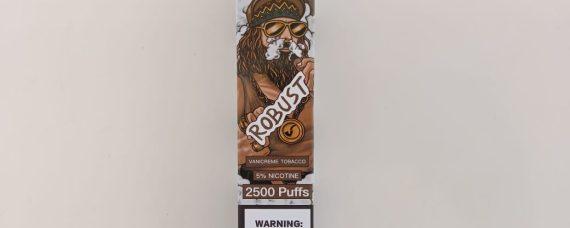 ROBUST
VANICREME TOBACCO
5% NICOTINE
2500 Puffs
WARNING: